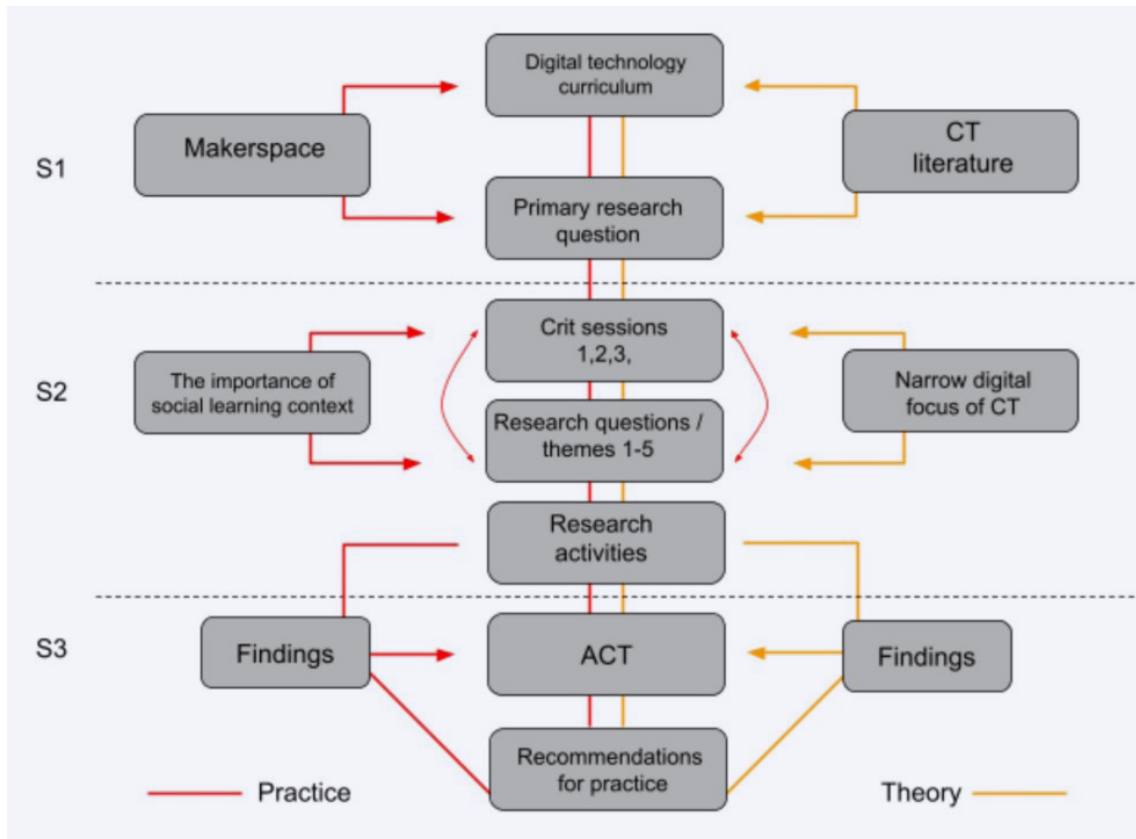 Digital technology
curriculum
Makerspace
CT
literature
S1
Primary research
question
Crit sessions
1,2,3,
The importance of
social learning context
Narrow digital
focus of CT
S2
Research questions /
themes 1-5
Research
activities
S3
Findings
ACT
Findings
Recommendations
for practice
Practice
Theory